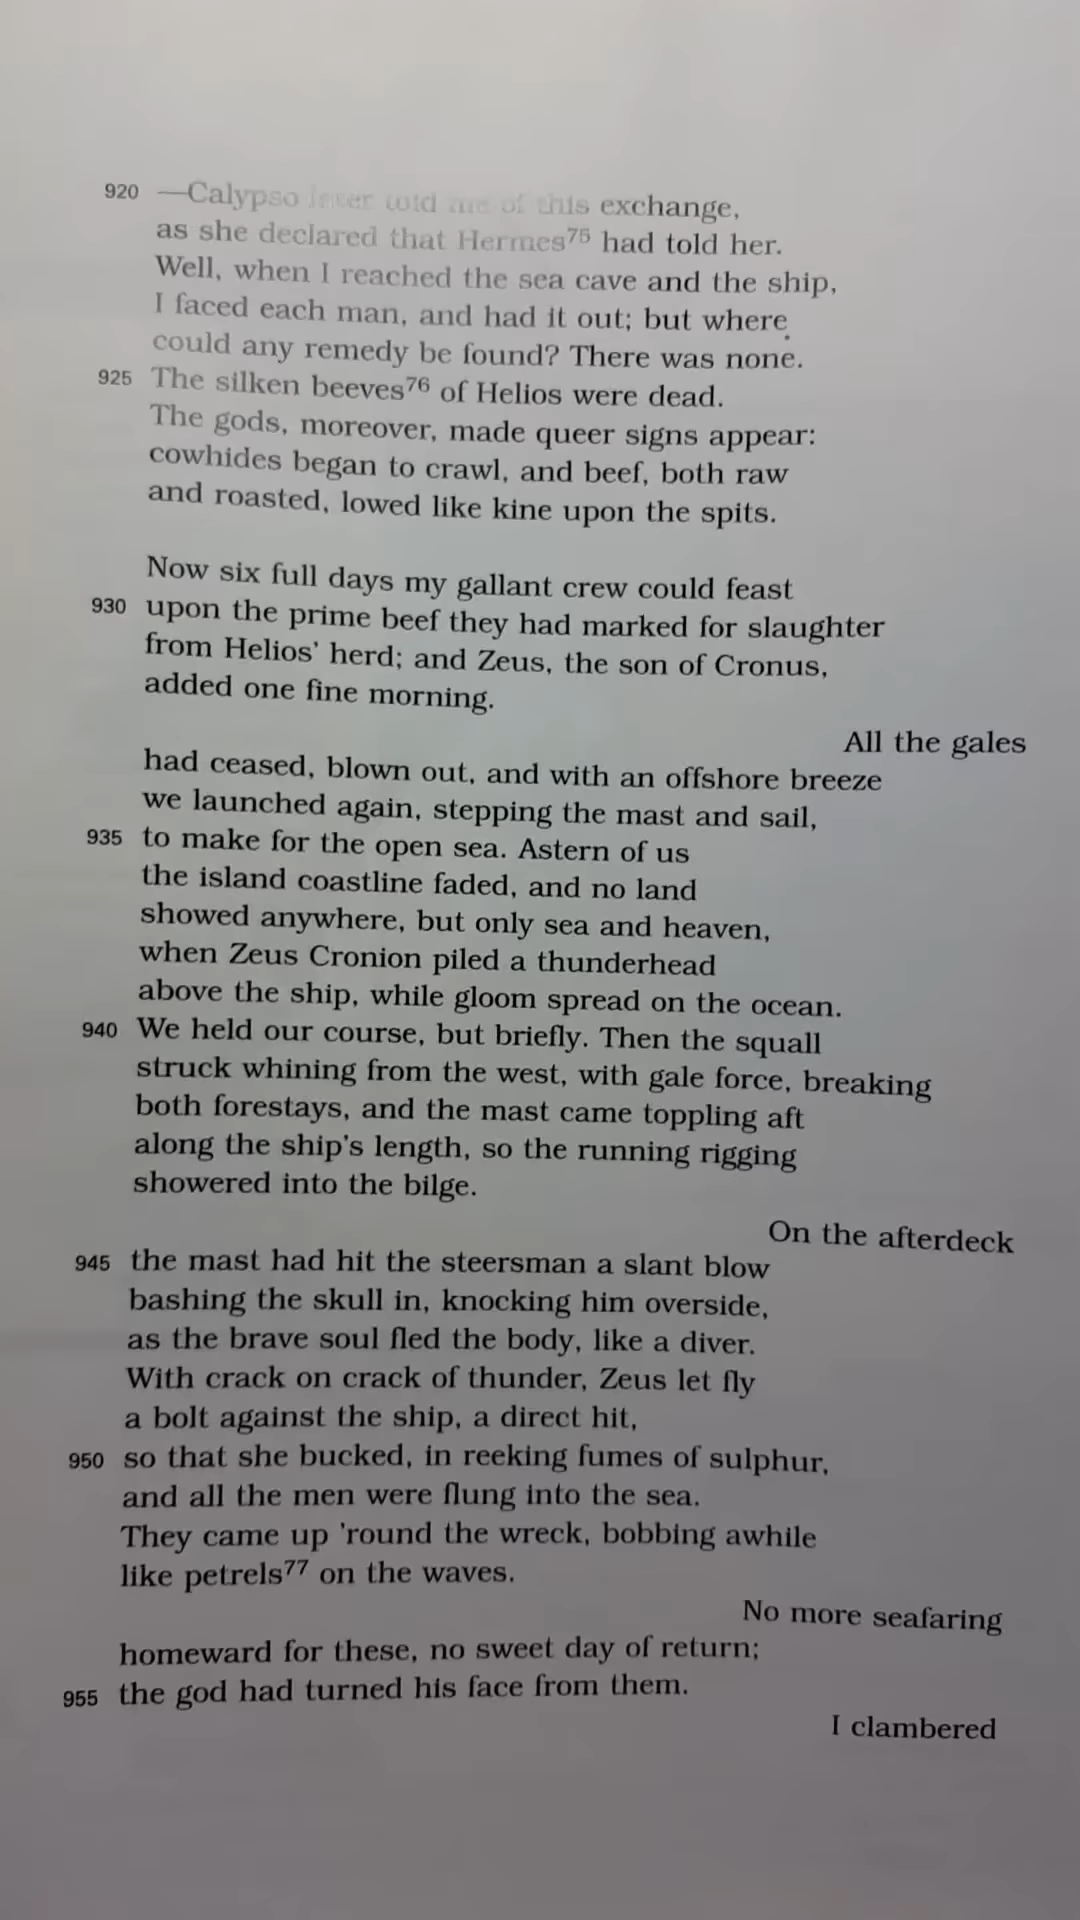 920 —Calypso later told me of this exchange,
as she declared that Hermes75 had told her.
Well, when I reached the sea cave and the ship,
I faced each man, and had it out; but where
could any remedy be found? There was none.
925 The silken beeves76 of Helios were dead.
The gods, moreover, made queer signs appear:
cowhides began to crawl, and beef, both raw
and roasted, lowed like kine upon the spits.
Now six full days my gallant crew could feast
930 upon the prime beef they had marked for slaughter
from Helios' herd; and Zeus, the son of Cronus,
added one fine morning.
All the gales
had ceased, blown out, and with an offshore breeze
we launched again, stepping the mast and sail,
935 to make for the open sea. Astern of us
the island coastline faded, and no land
showed anywhere, but only sea and heaven,
when Zeus Cronion piled a thunderhead
above the ship, while gloom spread on the ocean.
940 We held our course, but briefly. Then the squall
struck whining from the west, with gale force, breaking
both forestays, and the mast came toppling aft
along the ship's length, so the running rigging
showered into the bilge.
On the afterdeck
945 the mast had hit the steersman a slant blow
bashing the skull in, knocking him overside,
as the brave soul fled the body, like a diver.
With crack on crack of thunder, Zeus let fly
a bolt against the ship, a direct hit,
950 so that she bucked, in reeking fumes of sulphur,
and all the men were flung into the sea.
They came up 'round the wreck, bobbing awhile
like petrels77 on the waves.
No more seafaring
homeward for these, no sweet day of return;
955 the god had turned his face from them.
I clambered